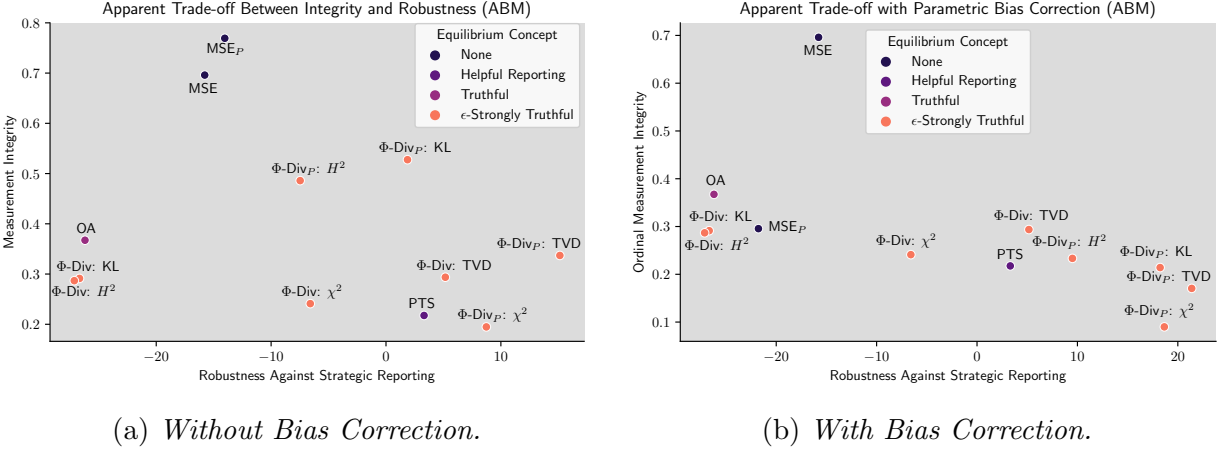 Apparent Trade-off Between Integrity and Robustness (ABM)
Measurement Integrity
0.8
0.7
0.6
0.5
0.4
0.3
0.2
Equilibrium Concept
None
Helpful Reporting
Truthful
ϵ-Strongly Truthful
MSE_P
MSE
Φ-Div_P: KL
Φ-Div_P: H²
OA
Φ-Div_P: TVD
Φ-Div: KL
Φ-Div: TVD
Φ-Div: H²
Φ-Div: χ²
PTS
Φ-Div_P: χ²
−20 −10 0 10
Robustness Against Strategic Reporting
(a) Without Bias Correction.
Apparent Trade-off with Parametric Bias Correction (ABM)
Ordinal Measurement Integrity
0.7
0.6
0.5
0.4
0.3
0.2
0.1
Equilibrium Concept
None
Helpful Reporting
Truthful
ϵ-Strongly Truthful
MSE
OA
Φ-Div: KL
MSE_P
Φ-Div: TVD
Φ-Div: H²
Φ-Div: χ²
Φ-Div_P: H²
PTS
Φ-Div_P: KL
Φ-Div_P: TVD
Φ-Div_P: χ²
−20 −10 0 10 20
Robustness Against Strategic Reporting
(b) With Bias Correction.